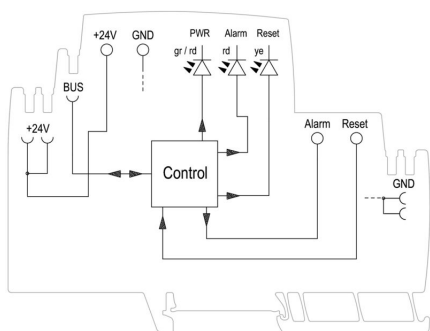 +24V GND PWR Alarm Reset
gr / rd rd ye
BUS
+24V Alarm Reset
Control
GND